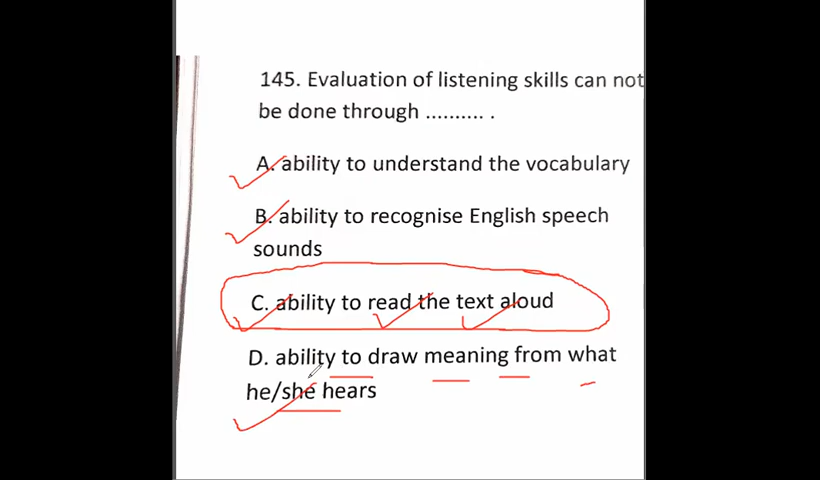 145. Evaluation of listening skills can not
be done through .......... .
A. ability to understand the vocabulary
B. ability to recognise English speech
sounds
C. ability to read the text aloud
D. ability to draw meaning from what
he/she hears